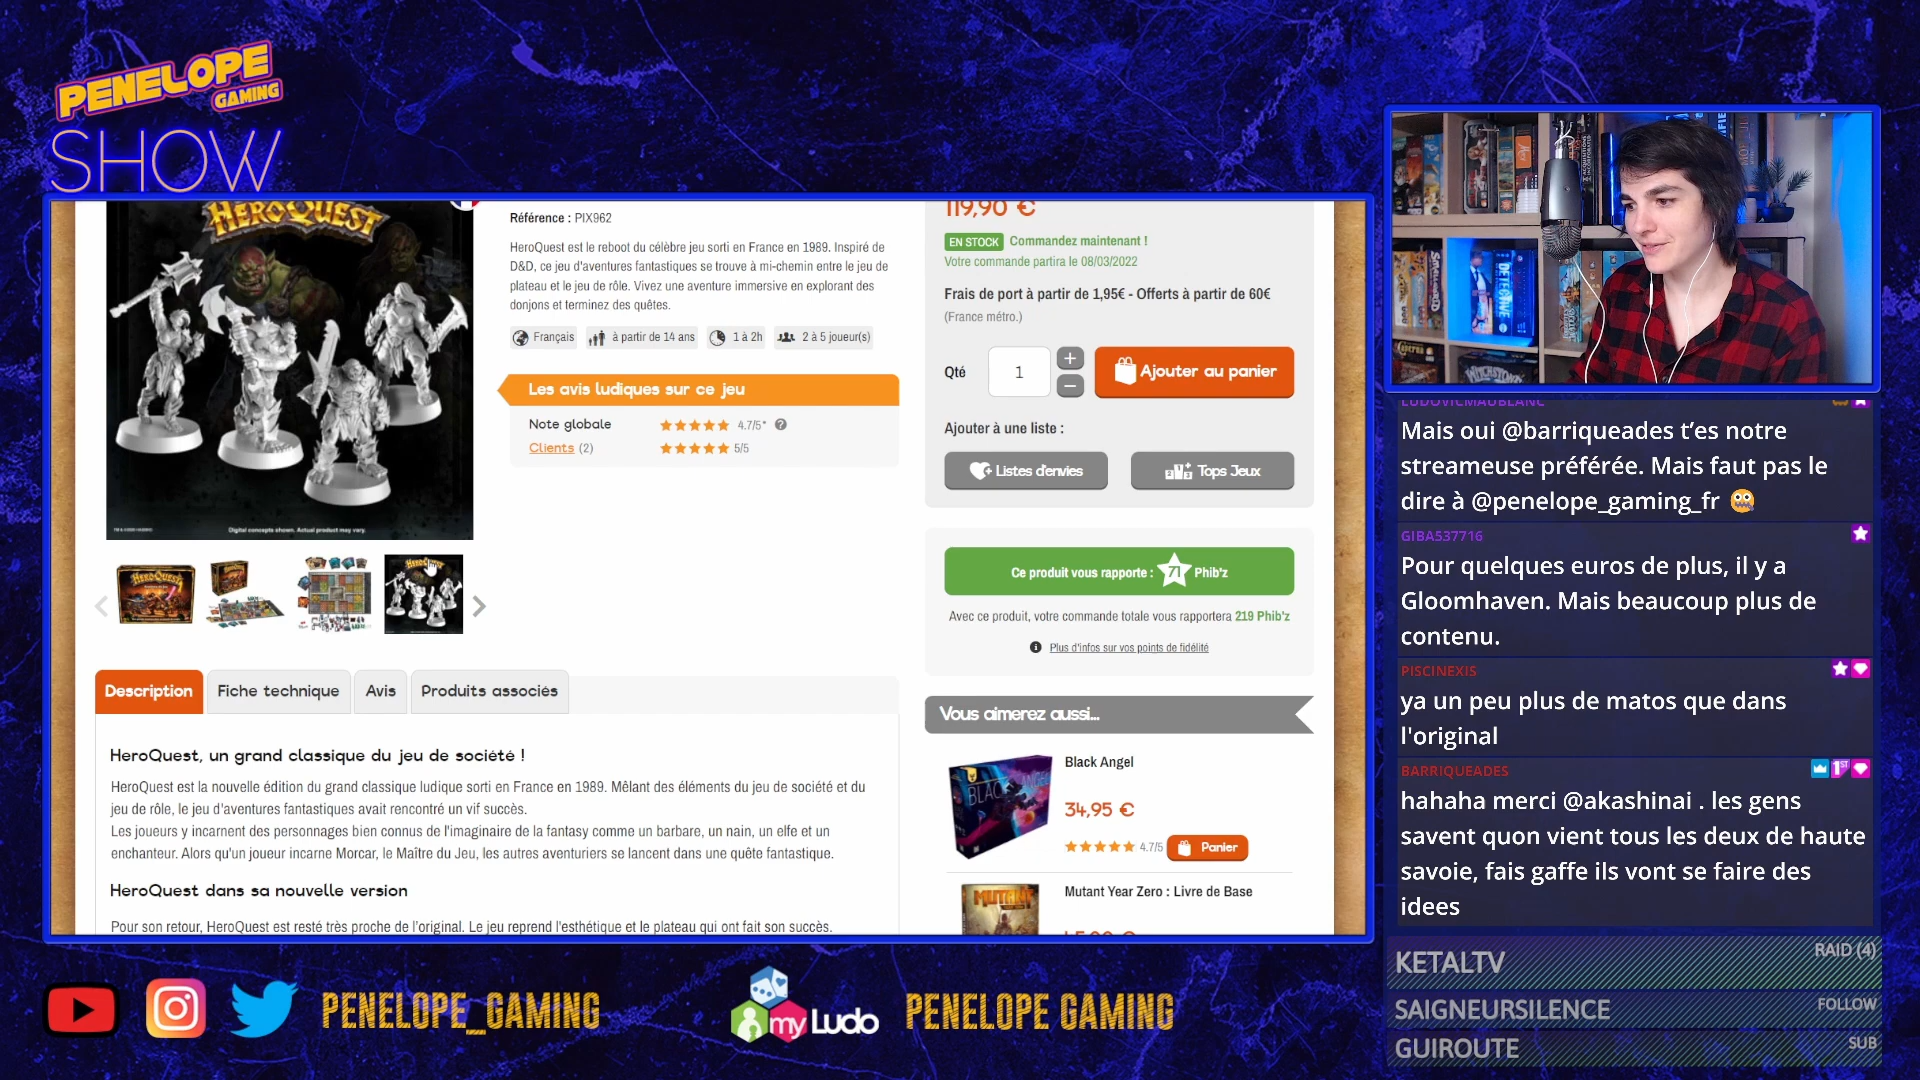 PENELOPE
GAMING
SHOW
HEROQUEST
Digital concepts shown. Actual product may vary.
Référence : PIX962
HeroQuest est le reboot du célèbre jeu sorti en France en 1989. Inspiré de
D&D, ce jeu d'aventures fantastiques se trouve à mi-chemin entre le jeu de
plateau et le jeu de rôle. Vivez une aventure immersive en explorant des
donjons et terminez des quêtes.
Français
à partir de 14 ans
1 à 2h
2 à 5 joueur(s)
Les avis ludiques sur ce jeu
Note globale
4.7/5*
?
Clients (2)
5/5
119,90 €
EN STOCK Commandez maintenant !
Votre commande partira le 08/03/2022
Frais de port à partir de 1,95€ - Offerts à partir de 60€
(France métro.)
Qté
1
+
−
Ajouter au panier
Ajouter à une liste :
Listes d'envies
Tops Jeux
Ce produit vous rapporte : 71 Phib'z
Avec ce produit, votre commande totale vous rapportera 219 Phib'z
Plus d'infos sur vos points de fidélité
HEROQUEST
HEROQUEST
Description
Fiche technique
Avis
Produits associés
HeroQuest, un grand classique du jeu de société !
HeroQuest est la nouvelle édition du grand classique ludique sorti en France en 1989. Mêlant des éléments du jeu de société et du
jeu de rôle, le jeu d'aventures fantastiques avait rencontré un vif succès.
Les joueurs y incarnent des personnages bien connus de l'imaginaire de la fantasy comme un barbare, un nain, un elfe et un
enchanteur. Alors qu'un joueur incarne Morcar, le Maître du Jeu, les autres aventuriers se lancent dans une quête fantastique.
HeroQuest dans sa nouvelle version
Pour son retour, HeroQuest est resté très proche de l'original. Le jeu reprend l'esthétique et le plateau qui ont fait son succès.
Vous aimerez aussi...
BLACK ANGEL
Black Angel
34,95 €
4.7/5
Panier
MUTANT
Mutant Year Zero : Livre de Base
SMALLWORLD
DETECTIVE
WITCHSTONE
LUDOVICMAUBLANC
Mais oui @barriqueades t'es notre
streameuse préférée. Mais faut pas le
dire à @penelope_gaming_fr
GIBA537716
Pour quelques euros de plus, il y a
Gloomhaven. Mais beaucoup plus de
contenu.
PISCINEXIS
ya un peu plus de matos que dans
l'original
BARRIQUEADES
1ST
hahaha merci @akashinai . les gens
savent quon vient tous les deux de haute
savoie, fais gaffe ils vont se faire des
idees
KETALTV
RAID (4)
SAIGNEURSILENCE
FOLLOW
GUIROUTE
SUB
PENELOPE_GAMING
myLudo
PENELOPE GAMING